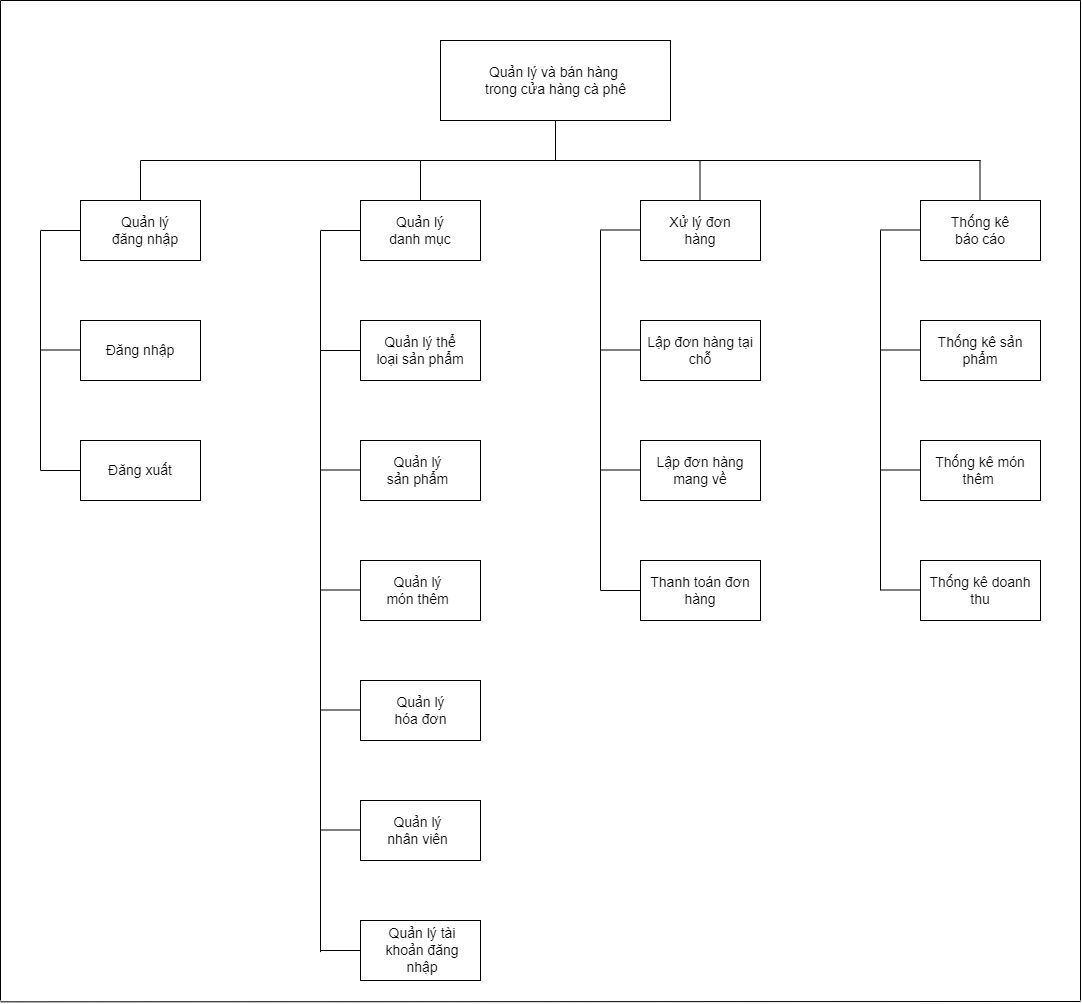 Quản lý và bán hàng
trong cửa hàng cà phê
Quản lý
đăng nhập
Đăng nhập
Đăng xuất
Quản lý
danh mục
Quản lý thể
loại sản phẩm
Quản lý
sản phẩm
Quản lý
món thêm
Quản lý
hóa đơn
Quản lý
nhân viên
Quản lý tài
khoản đăng
nhập
Xử lý đơn
hàng
Lập đơn hàng tại
chỗ
Lập đơn hàng
mang về
Thanh toán đơn
hàng
Thống kê
báo cáo
Thống kê sản
phẩm
Thống kê món
thêm
Thống kê doanh
thu